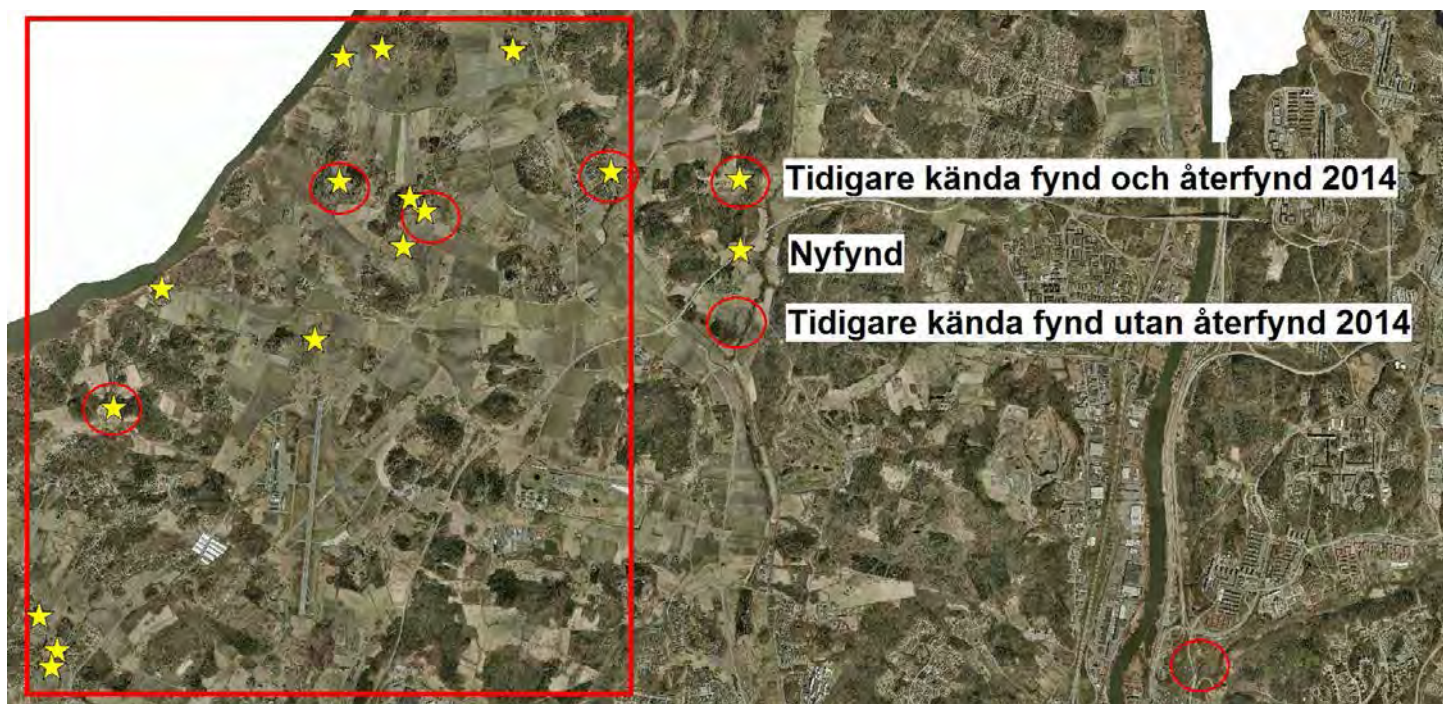 Tidigare kända fynd och återfynd 2014
Nyfynd
Tidigare kända fynd utan återfynd 2014